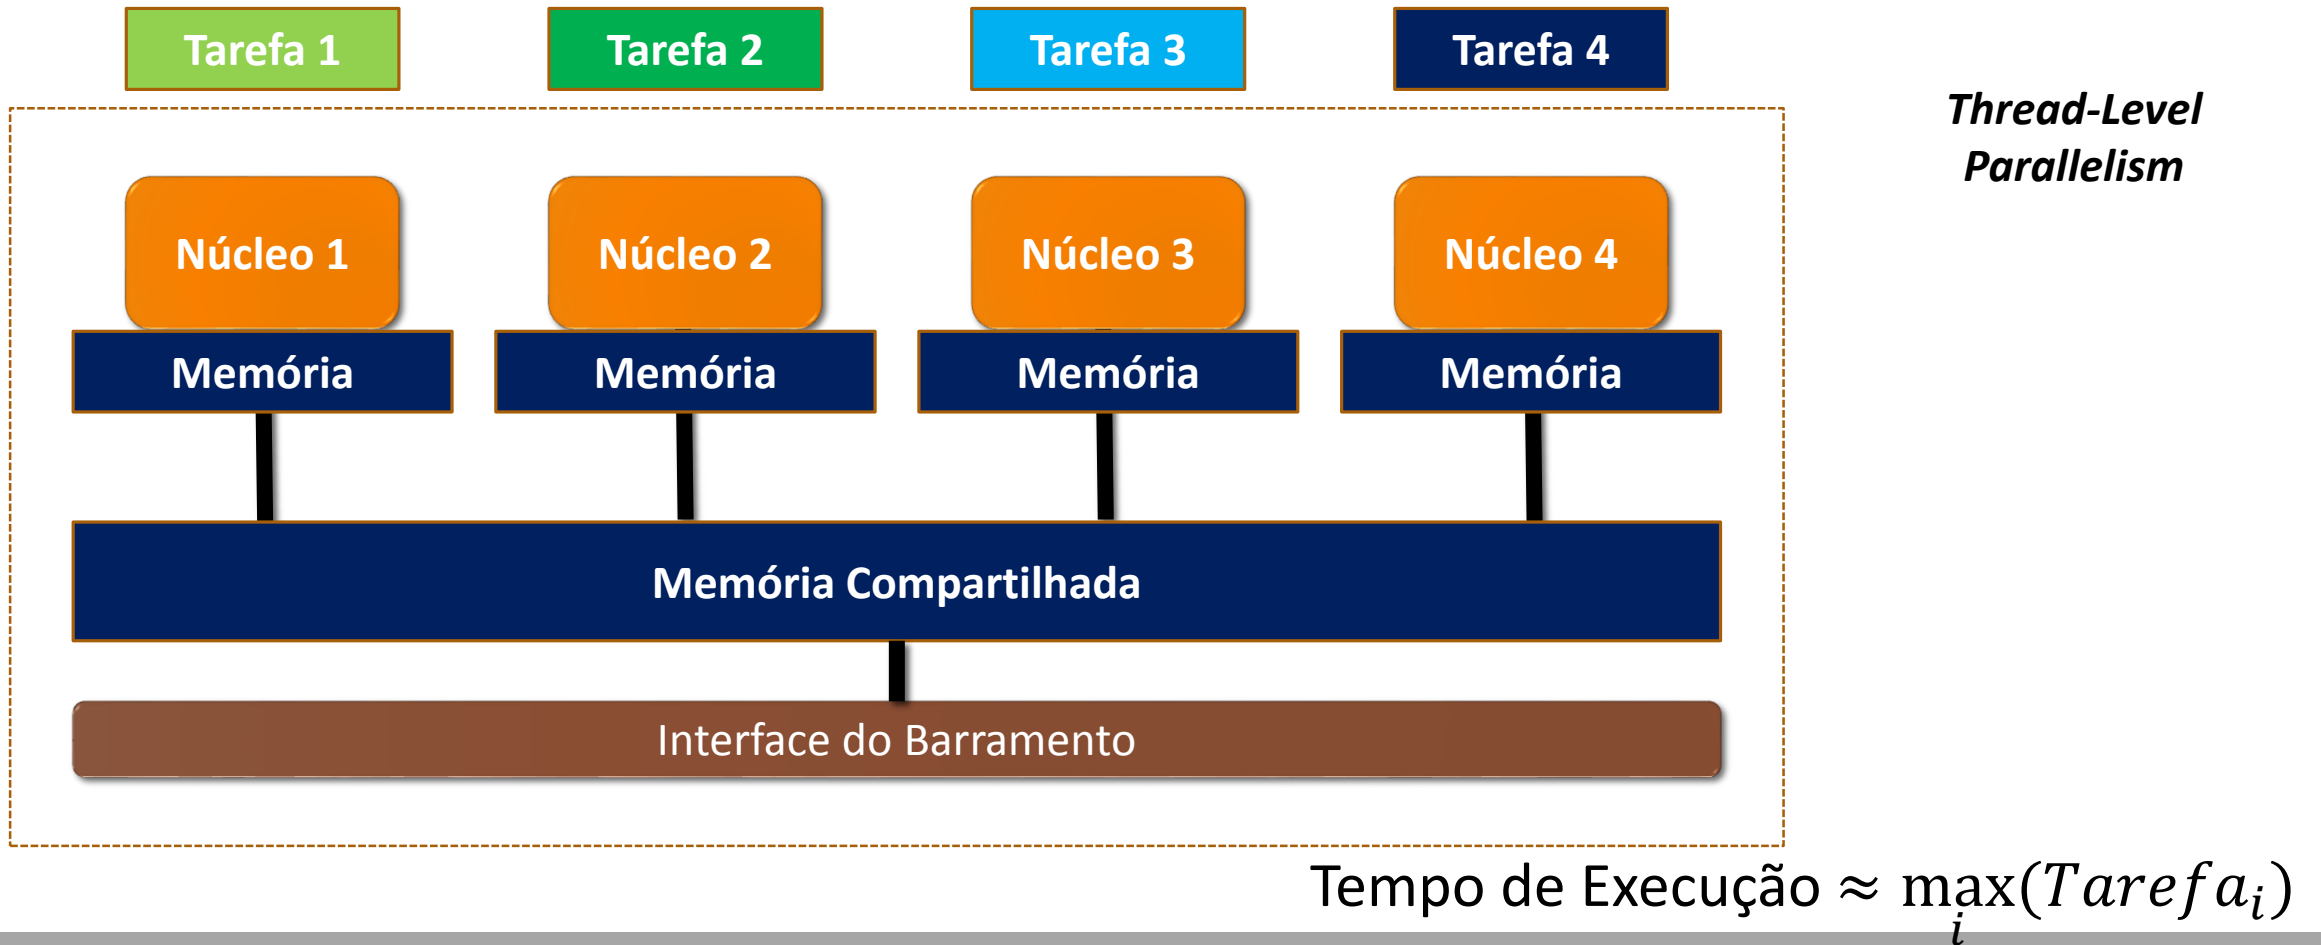 Tarefa 1 Tarefa 2 Tarefa 3 Tarefa 4
Thread-Level
Parallelism
Núcleo 1 Núcleo 2 Núcleo 3 Núcleo 4
Memória Memória Memória Memória
Memória Compartilhada
Interface do Barramento
Tempo de Execução ≈ max(Tarefa_i)
i